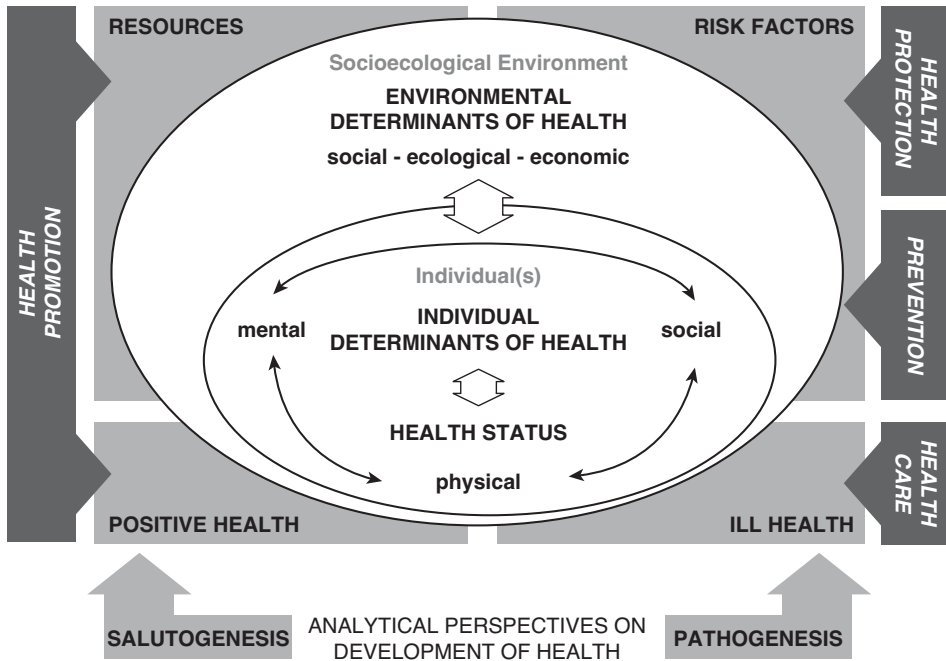 RESOURCES
RISK FACTORS
HEALTH
PROMOTION
HEALTH
PROTECTION
PREVENTION
HEALTH
CARE
Socioecological Environment
ENVIRONMENTAL
DETERMINANTS OF HEALTH
social - ecological - economic
Individual(s)
mental
INDIVIDUAL
DETERMINANTS OF HEALTH
social
HEALTH STATUS
physical
POSITIVE HEALTH
ILL HEALTH
SALUTOGENESIS
ANALYTICAL PERSPECTIVES ON
DEVELOPMENT OF HEALTH
PATHOGENESIS